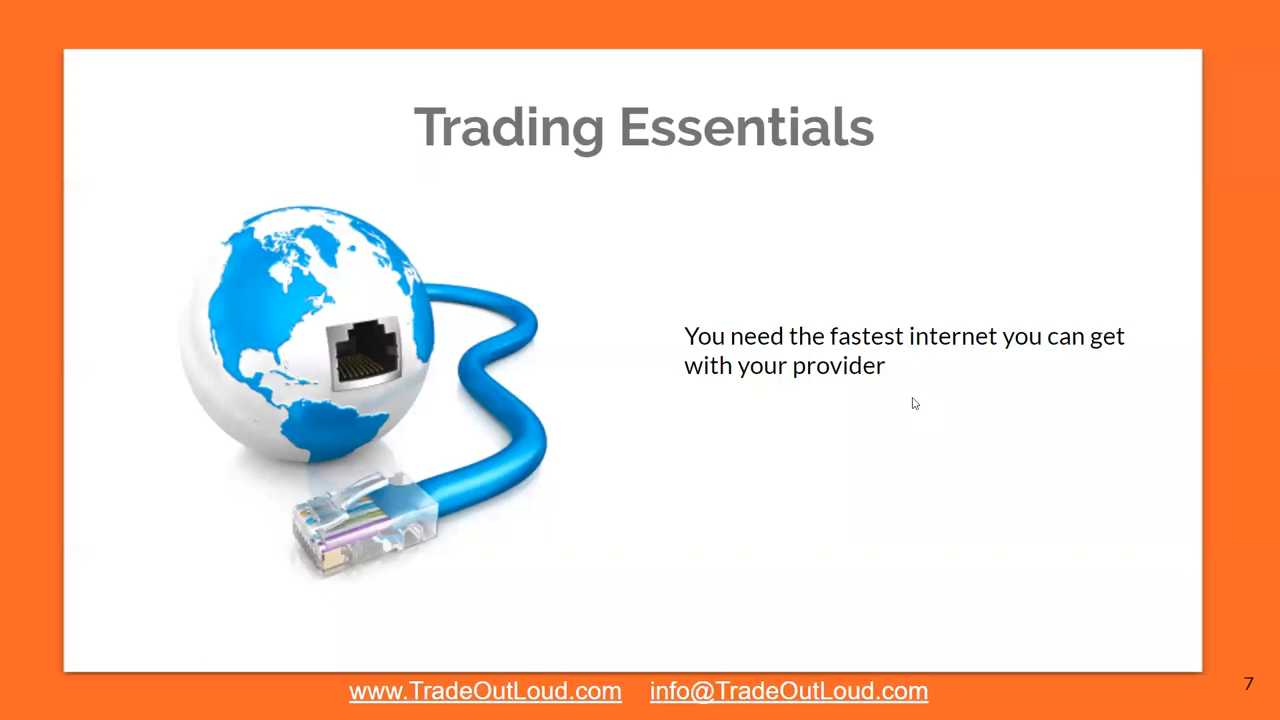 Trading Essentials
You need the fastest internet you can get
with your provider
www.TradeOutLoud.com info@TradeOutLoud.com
7